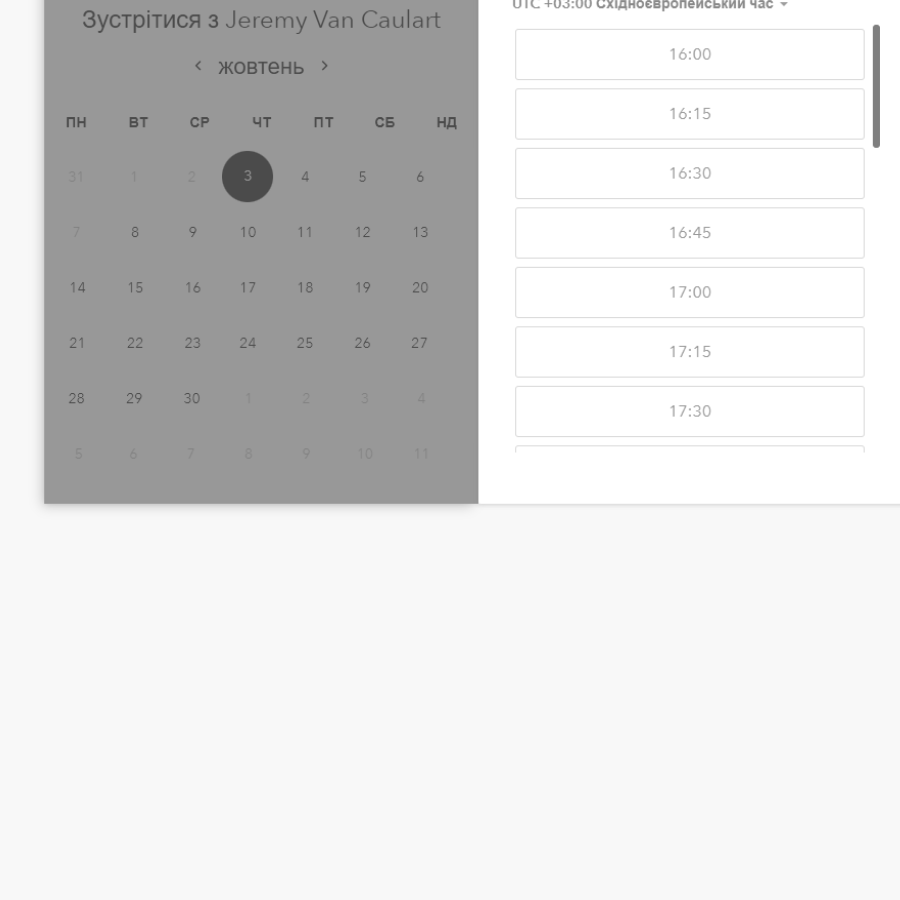 Зустрітися з Jeremy Van Caulart
‹ жовтень ›
ПН ВТ СР ЧТ ПТ СБ НД
31 1 2 3 4 5 6
7 8 9 10 11 12 13
14 15 16 17 18 19 20
21 22 23 24 25 26 27
28 29 30 1 2 3 4
5 6 7 8 9 10 11
UTC +03:00 Східноєвропейський час
16:00
16:15
16:30
16:45
17:00
17:15
17:30